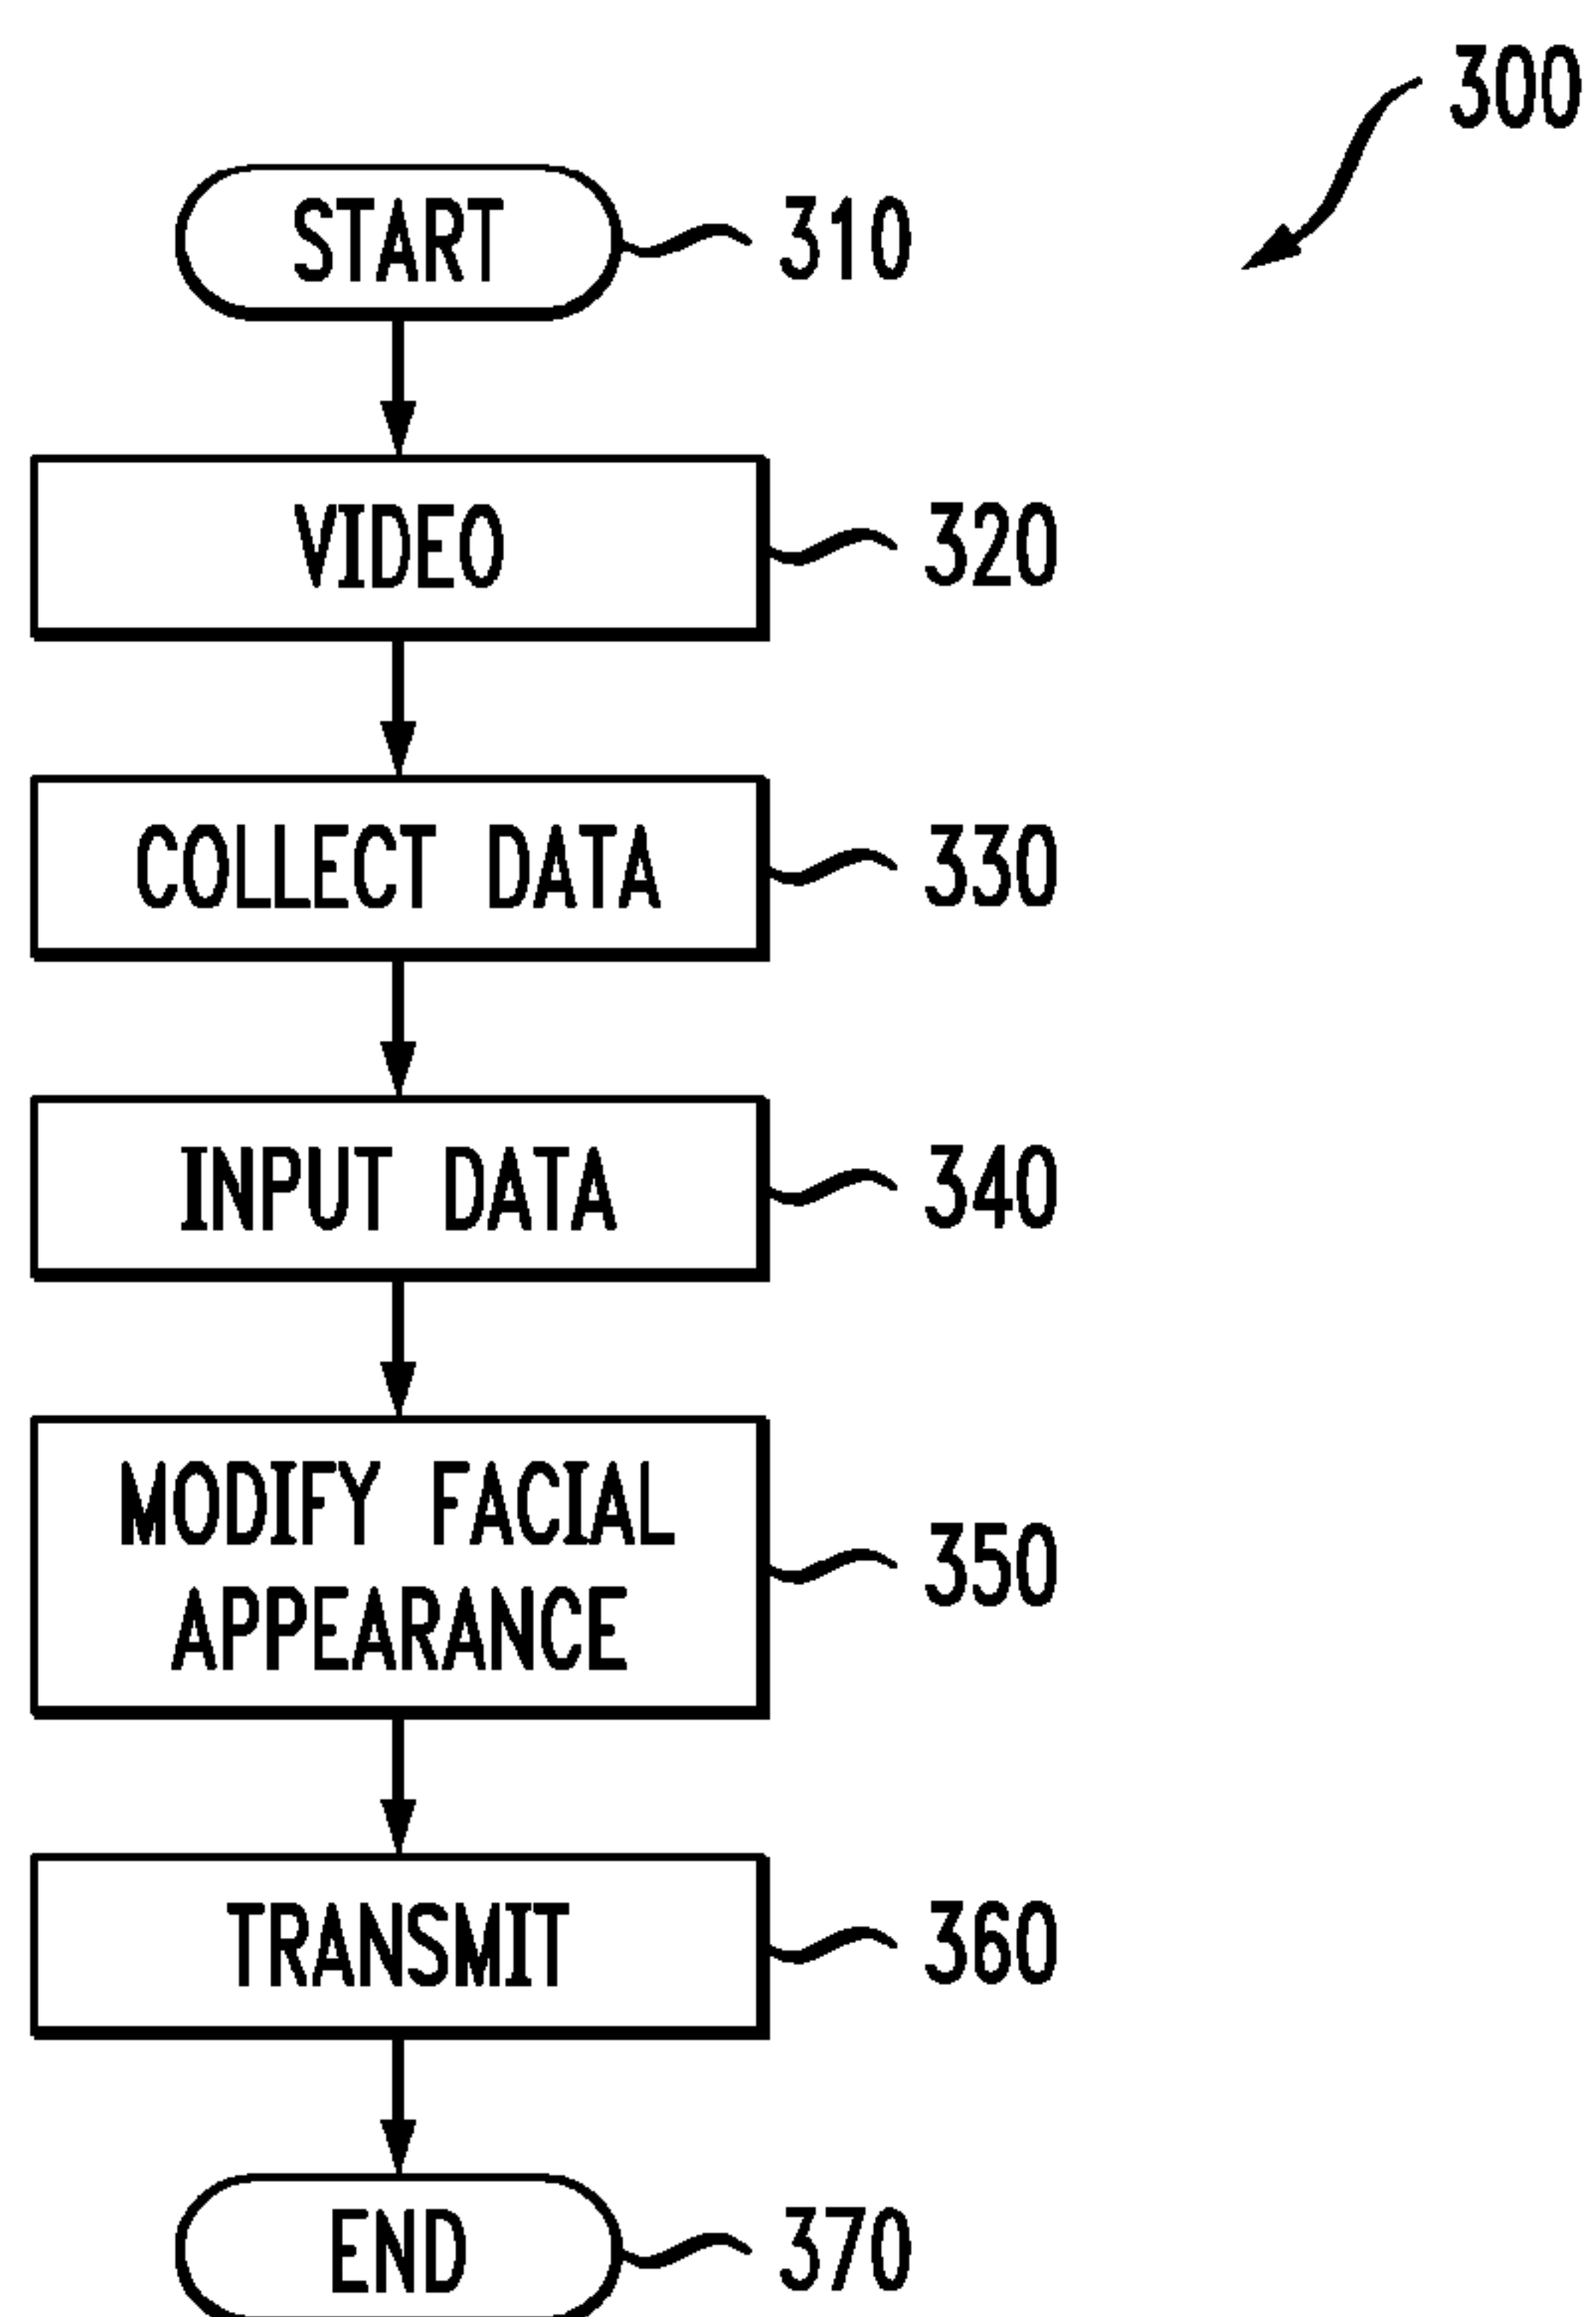 300
START 310
VIDEO 320
COLLECT DATA 330
INPUT DATA 340
MODIFY FACIAL
APPEARANCE
350
TRANSMIT 360
END 370